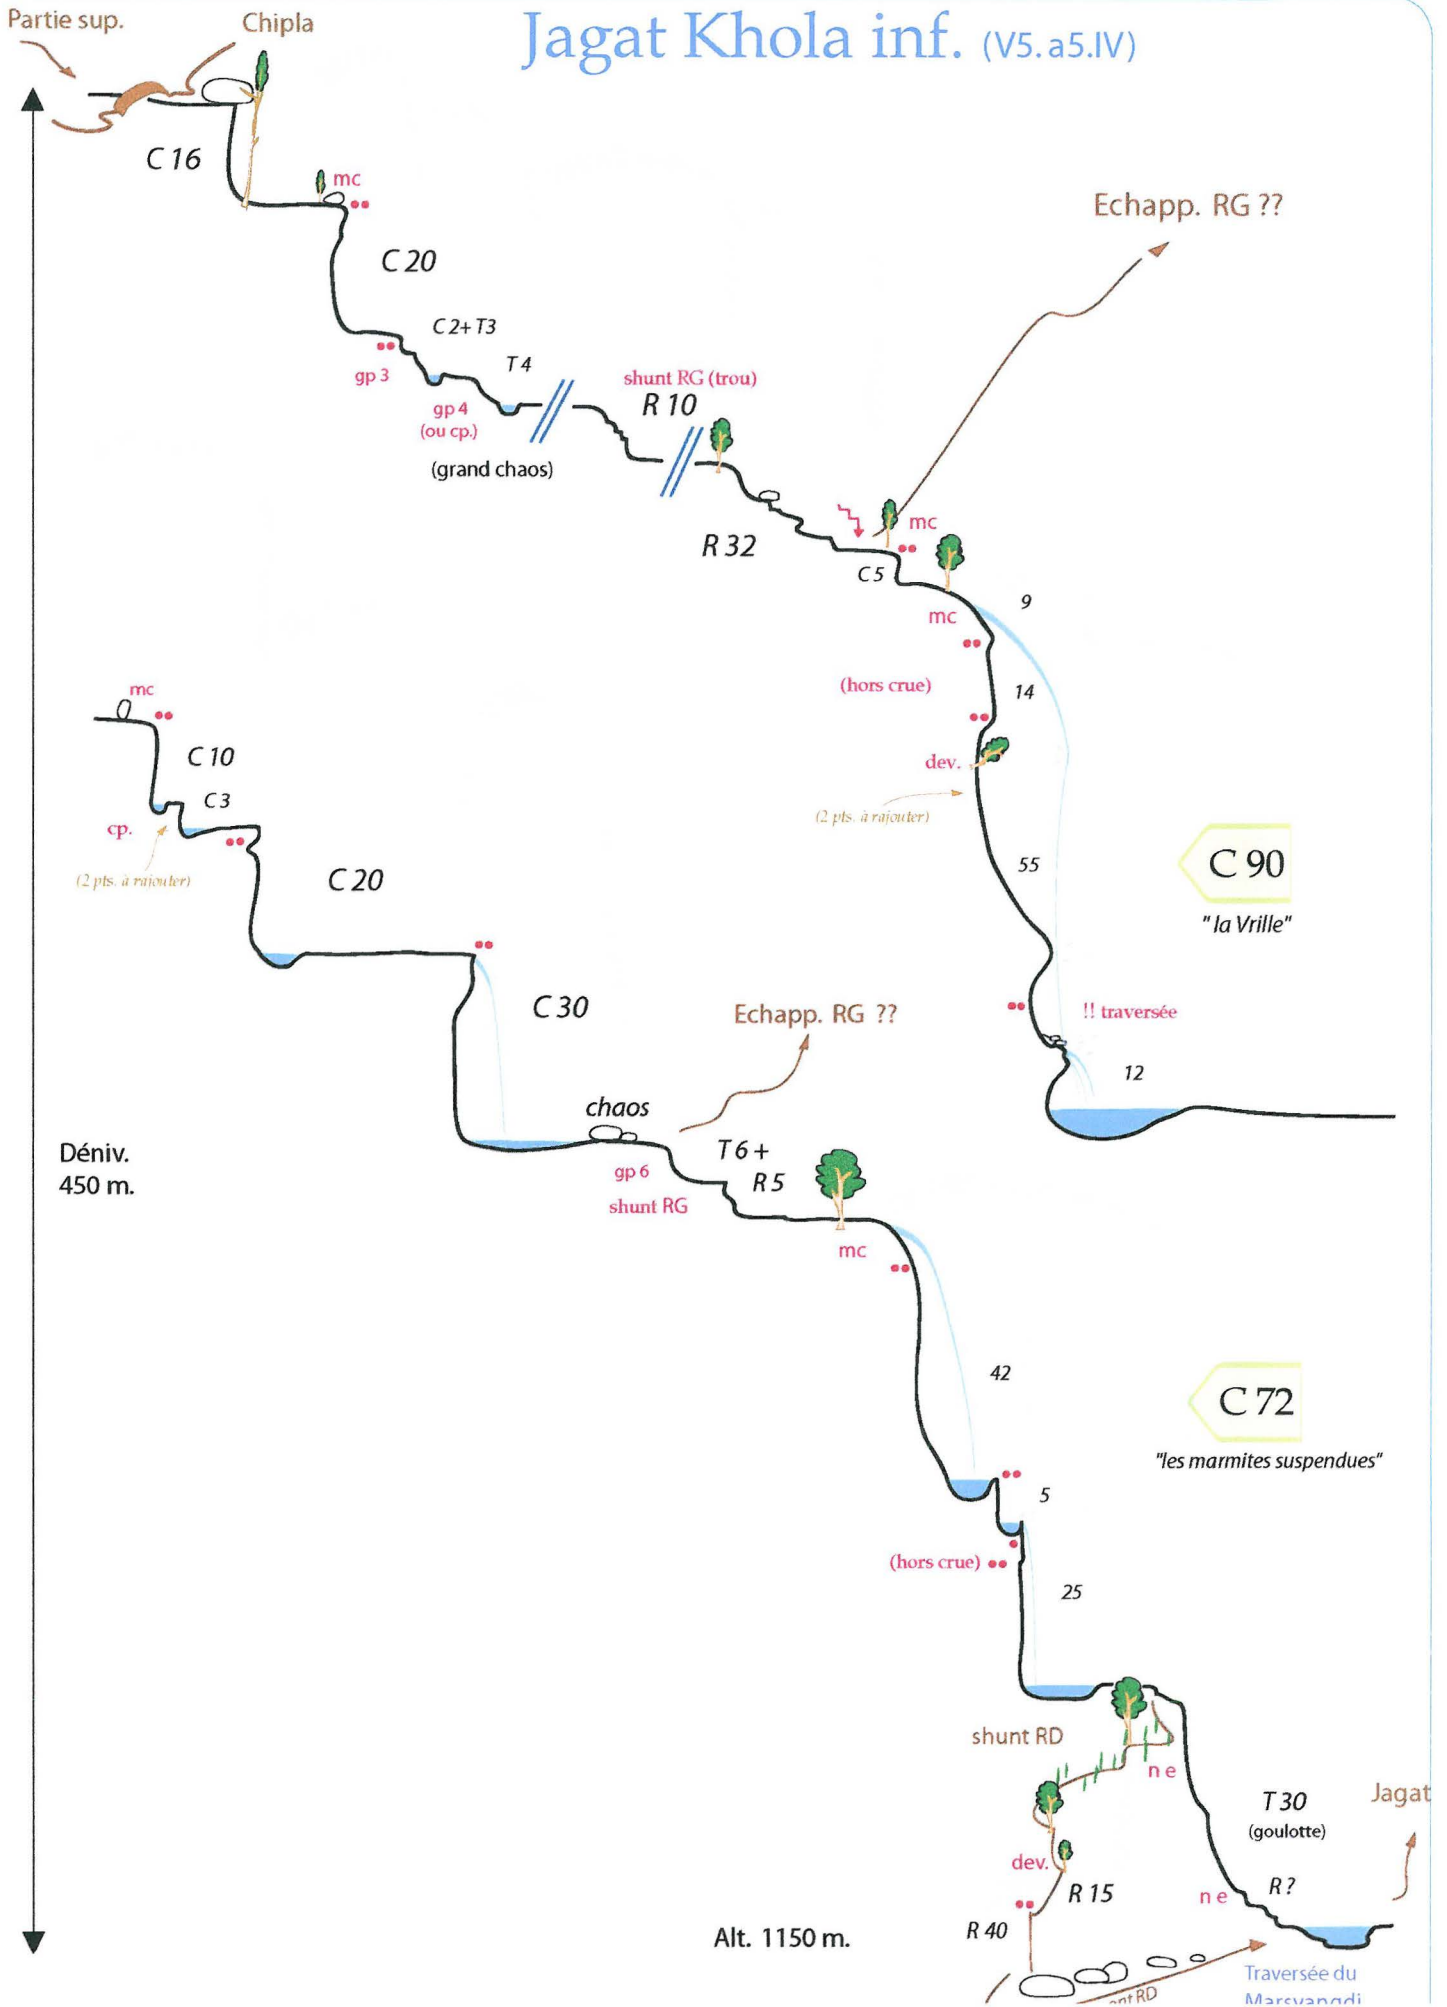 Partie sup.
Chipla
Jagat Khola inf. (V5.a5.IV)
C 16
mc
C 20
Echapp. RG ??
C 2+ T3
gp 3
T 4
gp 4
(ou cp.)
(grand chaos)
shunt RG (trou)
R 10
R 32
mc
C 5
mc
9
(hors crue)
14
dev.
(2 pts. à rajouter)
55
C 90
" la Vrille"
!! traversée
12
mc
C 10
C 3
cp.
(2 pts. à rajouter)
C 20
C 30
Echapp. RG ??
chaos
gp 6
shunt RG
T 6 +
R 5
mc
Déniv.
450 m.
42
C 72
"les marmites suspendues"
5
(hors crue)
25
shunt RD
n e
T 30
(goulotte)
Jagat
dev.
R 15
n e
R ?
R 40
Alt. 1150 m.
RD
Traversée du
Marsyangdi